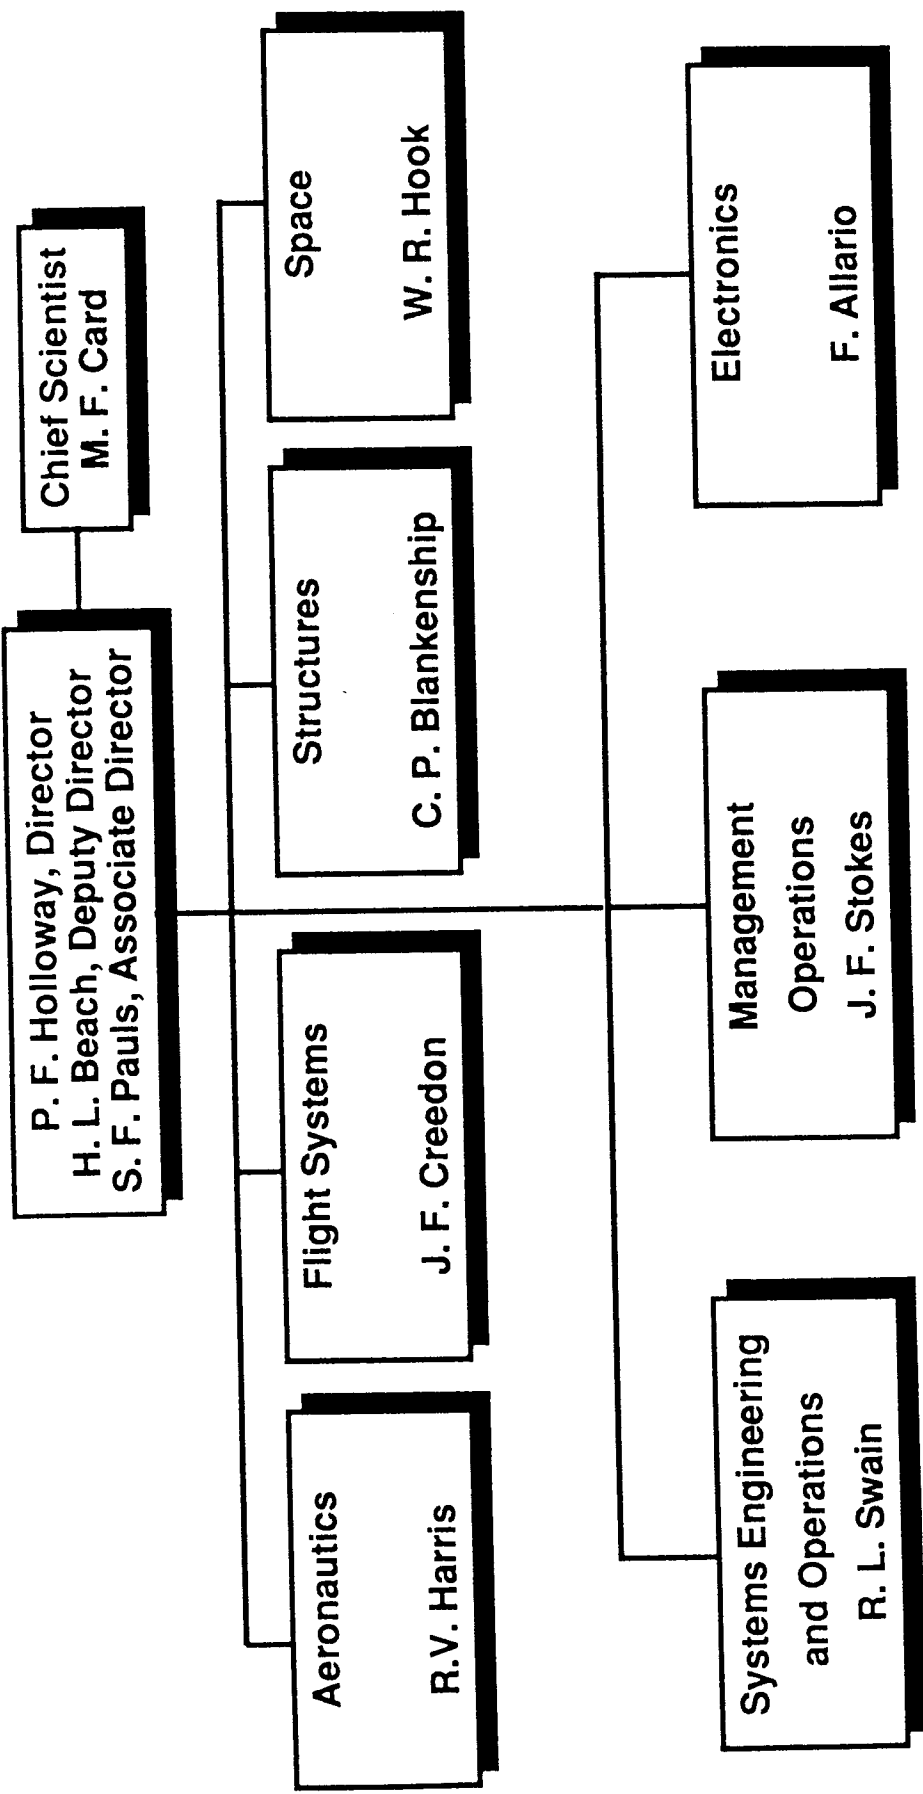 P. F. Holloway, Director
H. L. Beach, Deputy Director
S. F. Pauls, Associate Director
Chief Scientist
M. F. Card
Aeronautics
R.V. Harris
Flight Systems
J. F. Creedon
Structures
C. P. Blankenship
Space
W. R. Hook
Systems Engineering
and Operations
R. L. Swain
Management
Operations
J. F. Stokes
Electronics
F. Allario